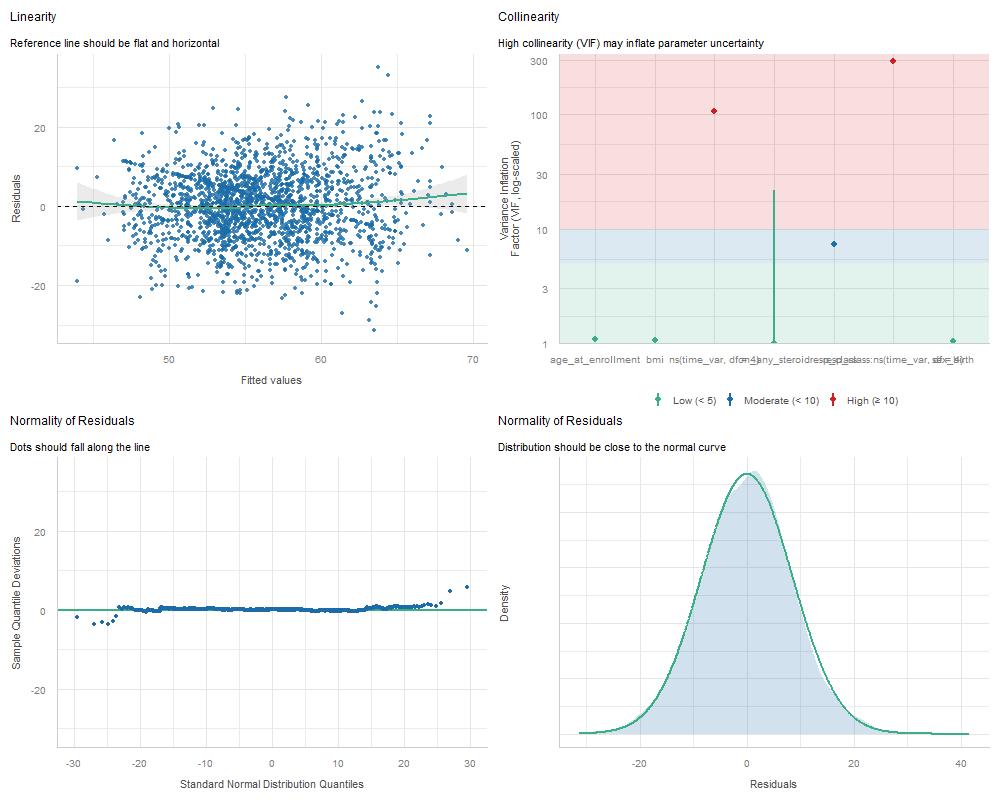 Linearity
Reference line should be flat and horizontal
20
0
-20
Residuals
50
60
70
Fitted values
Collinearity
High collinearity (VIF) may inflate parameter uncertainty
300
100
30
10
3
1
Variance Inflation
Factor (VIF, log-scaled)
age_at_enrollment bmi ns(time_var, df
Low (< 5) Moderate (< 10) High (≥ 10)
Normality of Residuals
Dots should fall along the line
20
0
-20
Sample Quantile Deviations
-30 -20 -10 0 10 20 30
Standard Normal Distribution Quantiles
Normality of Residuals
Distribution should be close to the normal curve
Density
-20 0 20 40
Residuals